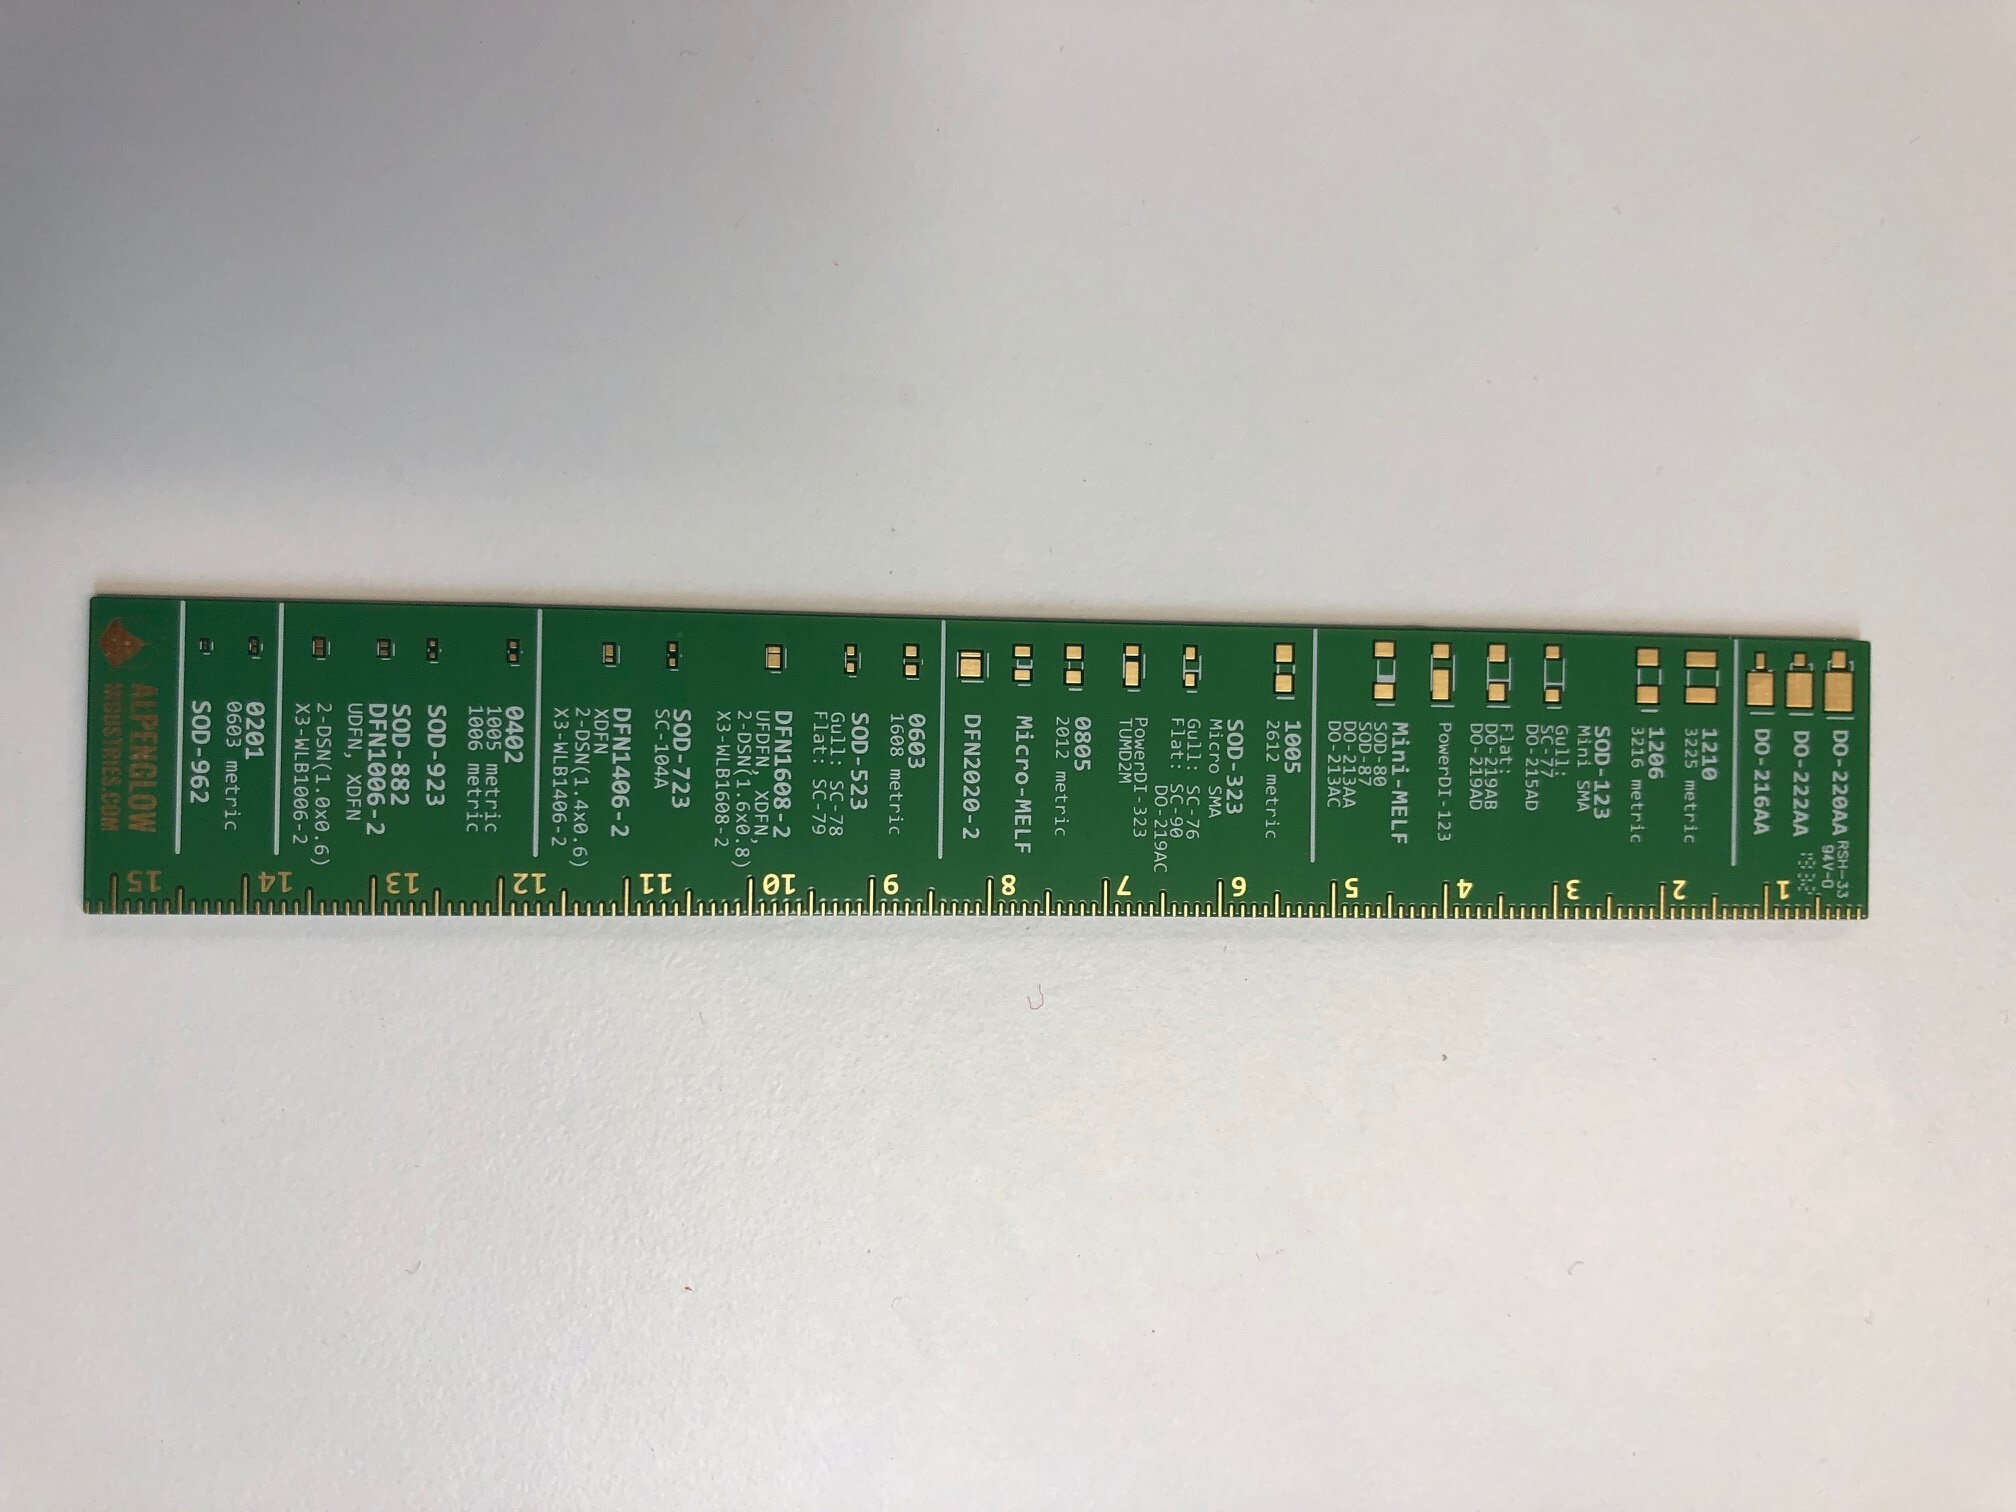 DO-220AA
RSH-33
94V-0
DO-222AA
DO-216AA
1210
3225 metric
1206
3216 metric
SOD-123
Mini SMA
Gull:
SC-77
DO-215AD
Flat:
DO-219AB
DO-219AD
PowerDI-123
Mini-MELF
SOD-80
SOD-87
DO-213AA
DO-213AC
1005
2612 metric
SOD-323
Micro SMA
Gull: SC-76
Flat: SC-90
DO-219AC
PowerDI-323
TUMD2M
0805
2012 metric
Micro-MELF
DFN2020-2
0603
1608 metric
SOD-523
Gull: SC-78
Flat: SC-79
DFN1608-2
UFDFN, XDFN,
2-DSN(1.6x0.8)
X3-WLB1608-2
SOD-723
SC-104A
DFN1406-2
XDFN
2-DSN(1.4x0.6)
X3-WLB1406-2
0402
1005 metric
1006 metric
SOD-923
SOD-882
DFN1006-2
UDFN, XDFN
2-DSN(1.0x0.6)
X3-WLB1006-2
0201
0603 metric
SOD-962
ALPENGLOW
INDUSTRIES.COM
1
2
3
4
5
6
7
8
9
10
11
12
13
14
15